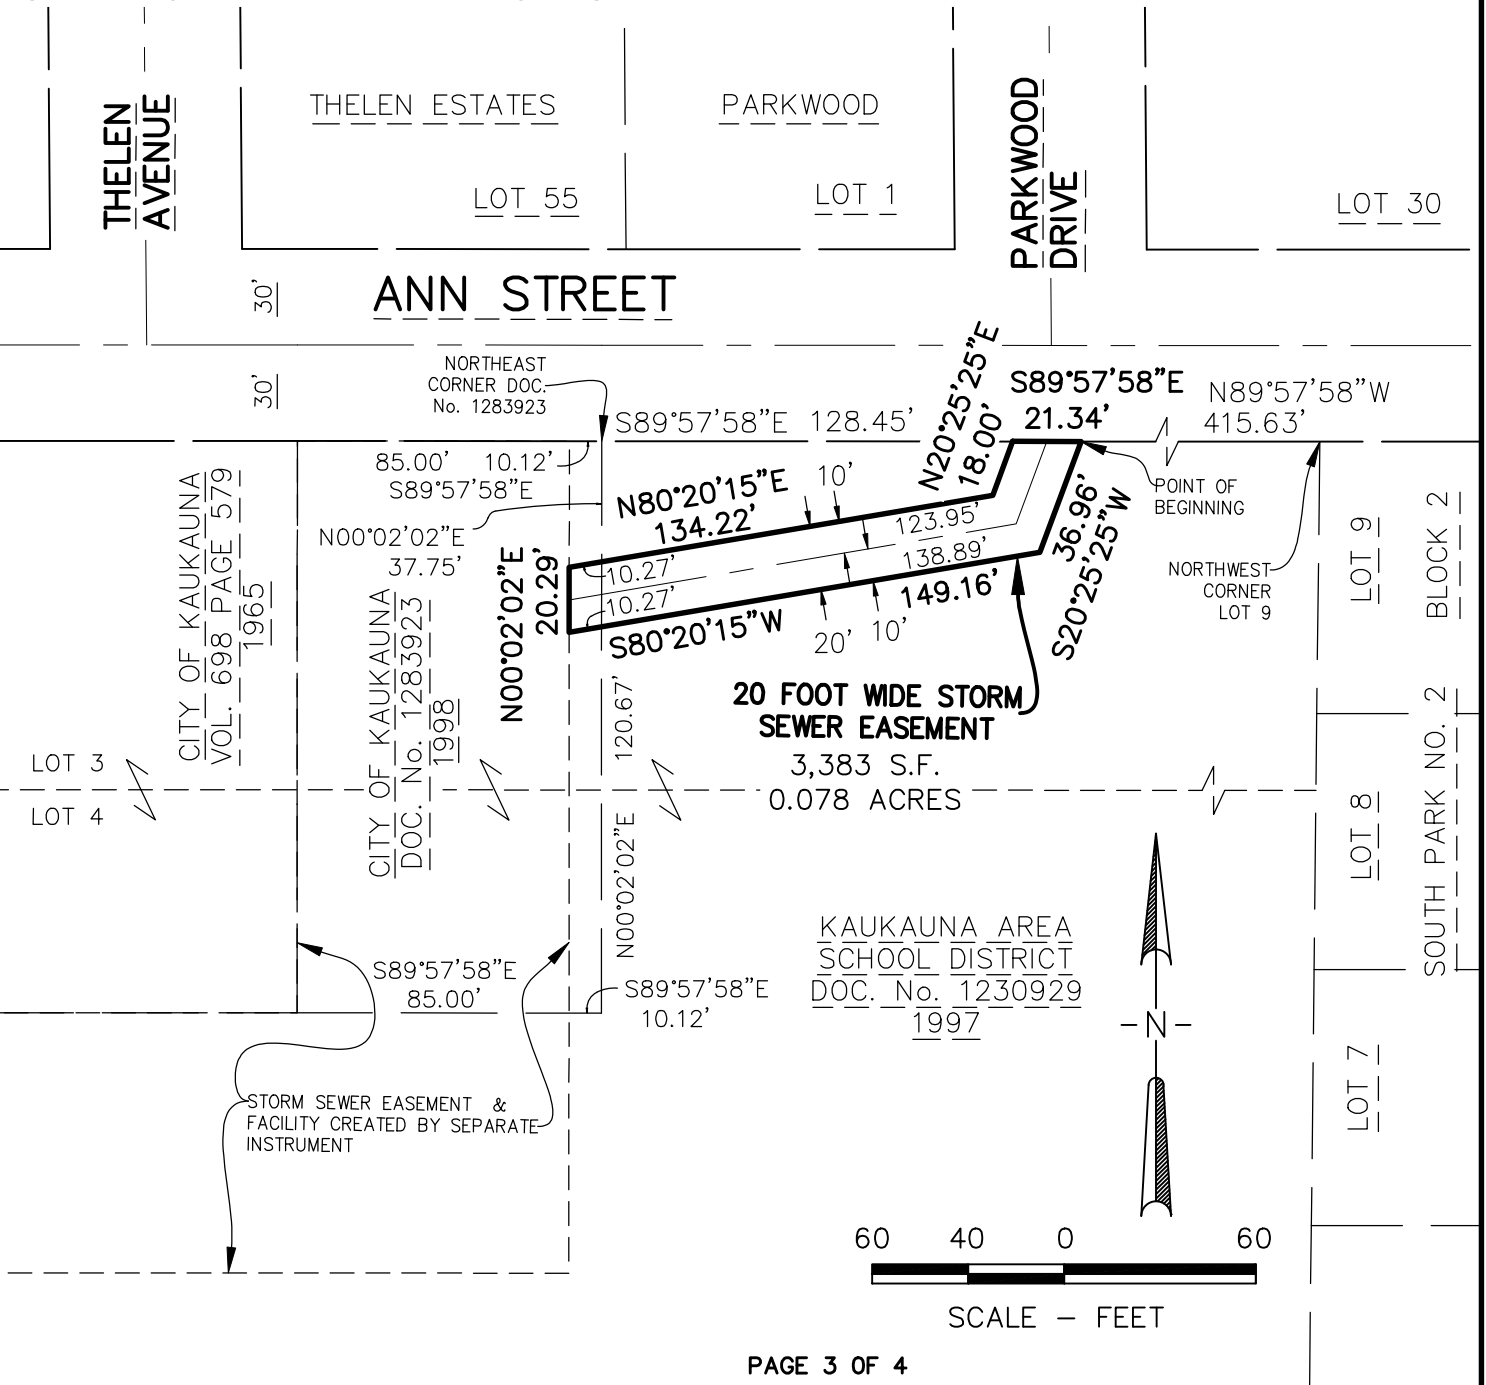 THELEN
AVENUE
THELEN ESTATES
PARKWOOD
LOT 55
LOT 1
PARKWOOD
DRIVE
LOT 30
30'
ANN STREET
30'
NORTHEAST
CORNER DOC.
No. 1283923
S89°57'58"E 128.45'
N20°25'25"E
18.00'
S89°57'58"E
21.34'
N89°57'58"W
415.63'
85.00' 10.12'
S89°57'58"E
N00°02'02"E
37.75'
N80°20'15"E
134.22'
10'
123.95'
138.89'
149.16'
36.96'
S20°25'25"W
POINT OF
BEGINNING
NORTHWEST
CORNER
LOT 9
LOT 9
BLOCK 2
CITY OF KAUKAUNA
VOL. 698 PAGE 579
1965
CITY OF KAUKAUNA
DOC. No. 1283923
1998
N00°02'02"E
20.29'
10.27'
10.27'
S80°20'15"W
20' 10'
20 FOOT WIDE STORM
SEWER EASEMENT
3,383 S.F.
0.078 ACRES
120.67'
N00°02'02"E
LOT 3
LOT 4
LOT 8
SOUTH PARK NO. 2
KAUKAUNA AREA
SCHOOL DISTRICT
DOC. No. 1230929
1997
S89°57'58"E
85.00'
S89°57'58"E
10.12'
-N-
LOT 7
STORM SEWER EASEMENT &
FACILITY CREATED BY SEPARATE
INSTRUMENT
60 40 0 60
SCALE – FEET
PAGE 3 OF 4